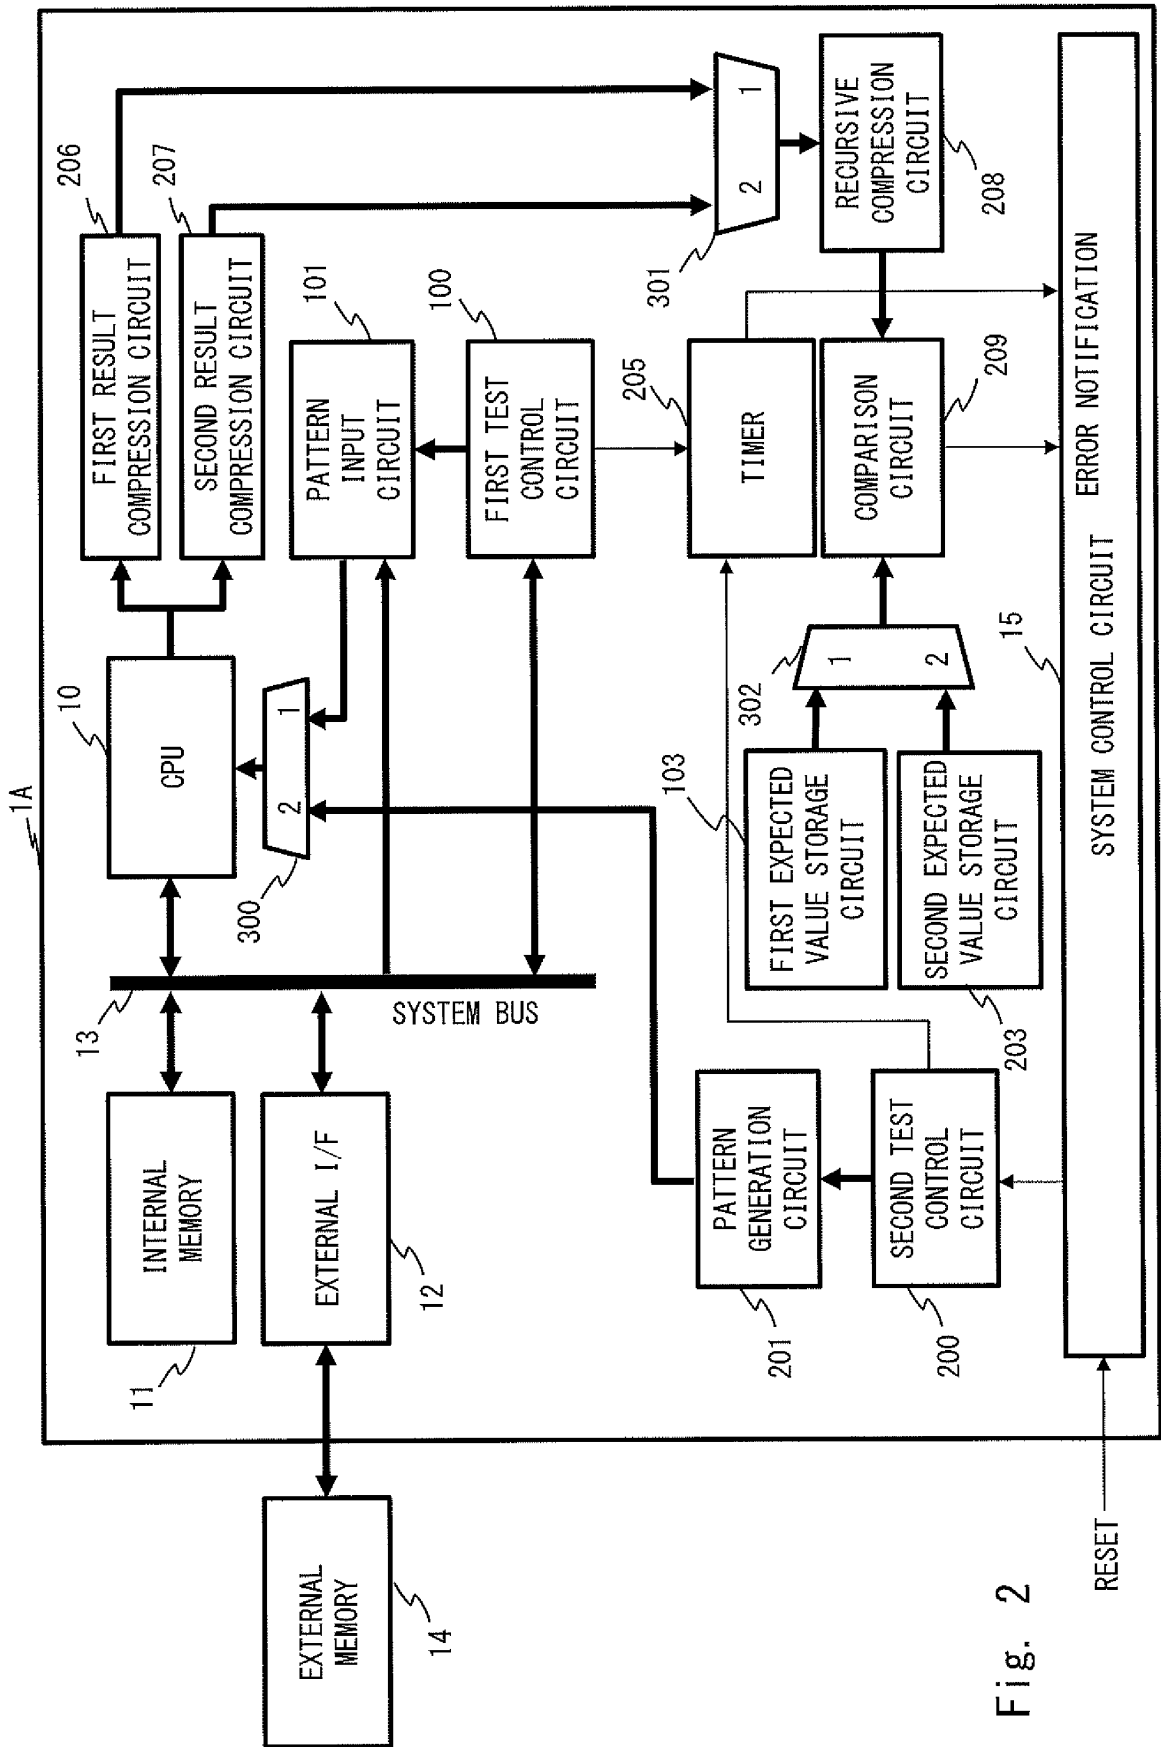 1A
EXTERNAL
MEMORY
14
INTERNAL
MEMORY
11
EXTERNAL I/F
12
13
SYSTEM BUS
CPU
10
300
2
1
FIRST RESULT
COMPRESSION CIRCUIT
206
SECOND RESULT
COMPRESSION CIRCUIT
207
PATTERN
INPUT
CIRCUIT
101
FIRST TEST
CONTROL
CIRCUIT
100
301
2
1
RECURSIVE
COMPRESSION
CIRCUIT
208
TIMER
205
COMPARISON
CIRCUIT
209
302
1
2
FIRST EXPECTED
VALUE STORAGE
CIRCUIT
103
SECOND EXPECTED
VALUE STORAGE
CIRCUIT
203
PATTERN
GENERATION
CIRCUIT
201
SECOND TEST
CONTROL
CIRCUIT
200
15
SYSTEM CONTROL CIRCUIT
ERROR NOTIFICATION
RESET
Fig. 2